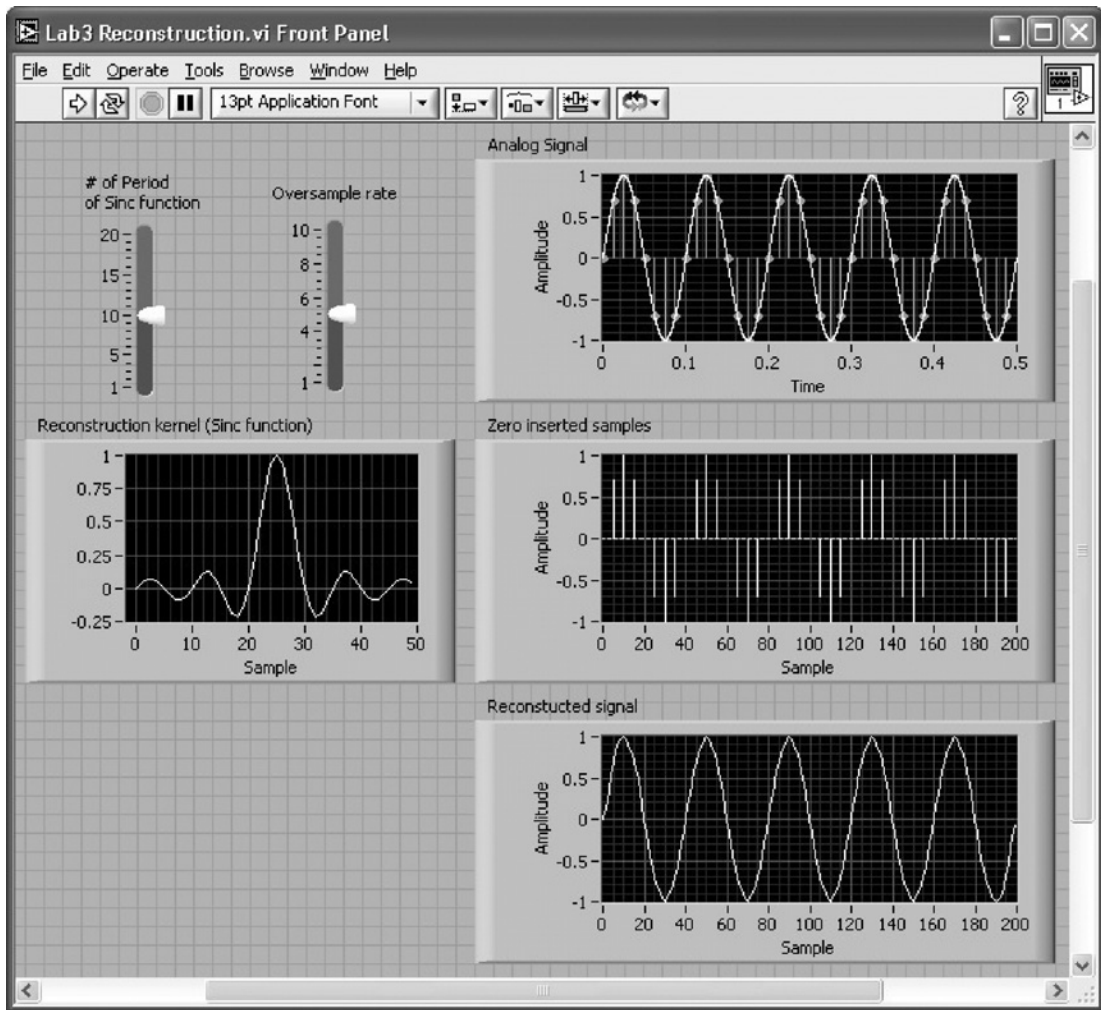 Lab3 Reconstruction.vi Front Panel
File Edit Operate Tools Browse Window Help
13pt Application Font
1
# of Period
of Sinc function
20
15
10
5
1
Oversample rate
10
8
6
4
1
Analog Signal
Amplitude
1
0.5
0
-0.5
-1
0 0.1 0.2 0.3 0.4 0.5
Time
Reconstruction kernel (Sinc function)
1
0.75
0.5
0.25
0
-0.25
0 10 20 30 40 50
Sample
Zero inserted samples
Amplitude
1
0.5
0
-0.5
-1
0 20 40 60 80 100 120 140 160 180 200
Sample
Reconstucted signal
Amplitude
1
0.5
0
-0.5
-1
0 20 40 60 80 100 120 140 160 180 200
Sample